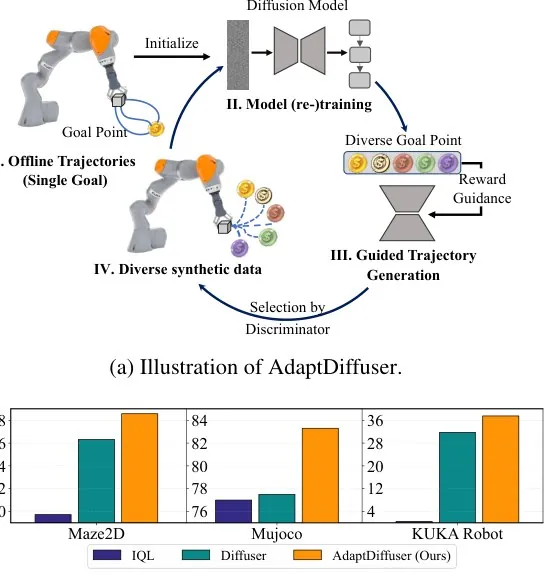 Diffusion Model
Initialize
II. Model (re-)training
Goal Point
. Offline Trajectories
(Single Goal)
Diverse Goal Point
Reward
Guidance
III. Guided Trajectory
Generation
IV. Diverse synthetic data
Selection by
Discriminator
(a) Illustration of AdaptDiffuser.
8
6
4
2
0
84
82
80
78
76
36
28
20
12
4
Maze2D
Mujoco
KUKA Robot
IQL
Diffuser
AdaptDiffuser (Ours)